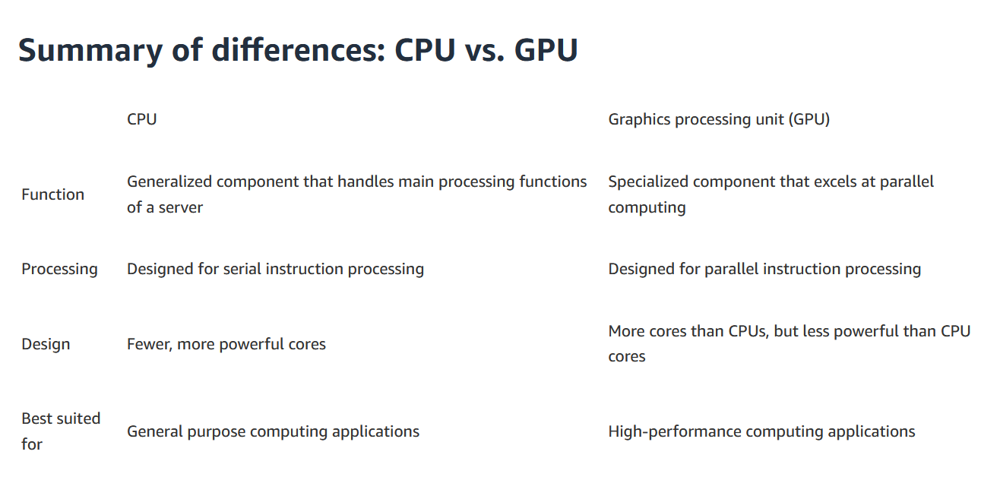 Summary of differences: CPU vs. GPU
CPU
Graphics processing unit (GPU)
Function
Generalized component that handles main processing functions
of a server
Specialized component that excels at parallel
computing
Processing
Designed for serial instruction processing
Designed for parallel instruction processing
Design
Fewer, more powerful cores
More cores than CPUs, but less powerful than CPU
cores
Best suited
for
General purpose computing applications
High-performance computing applications